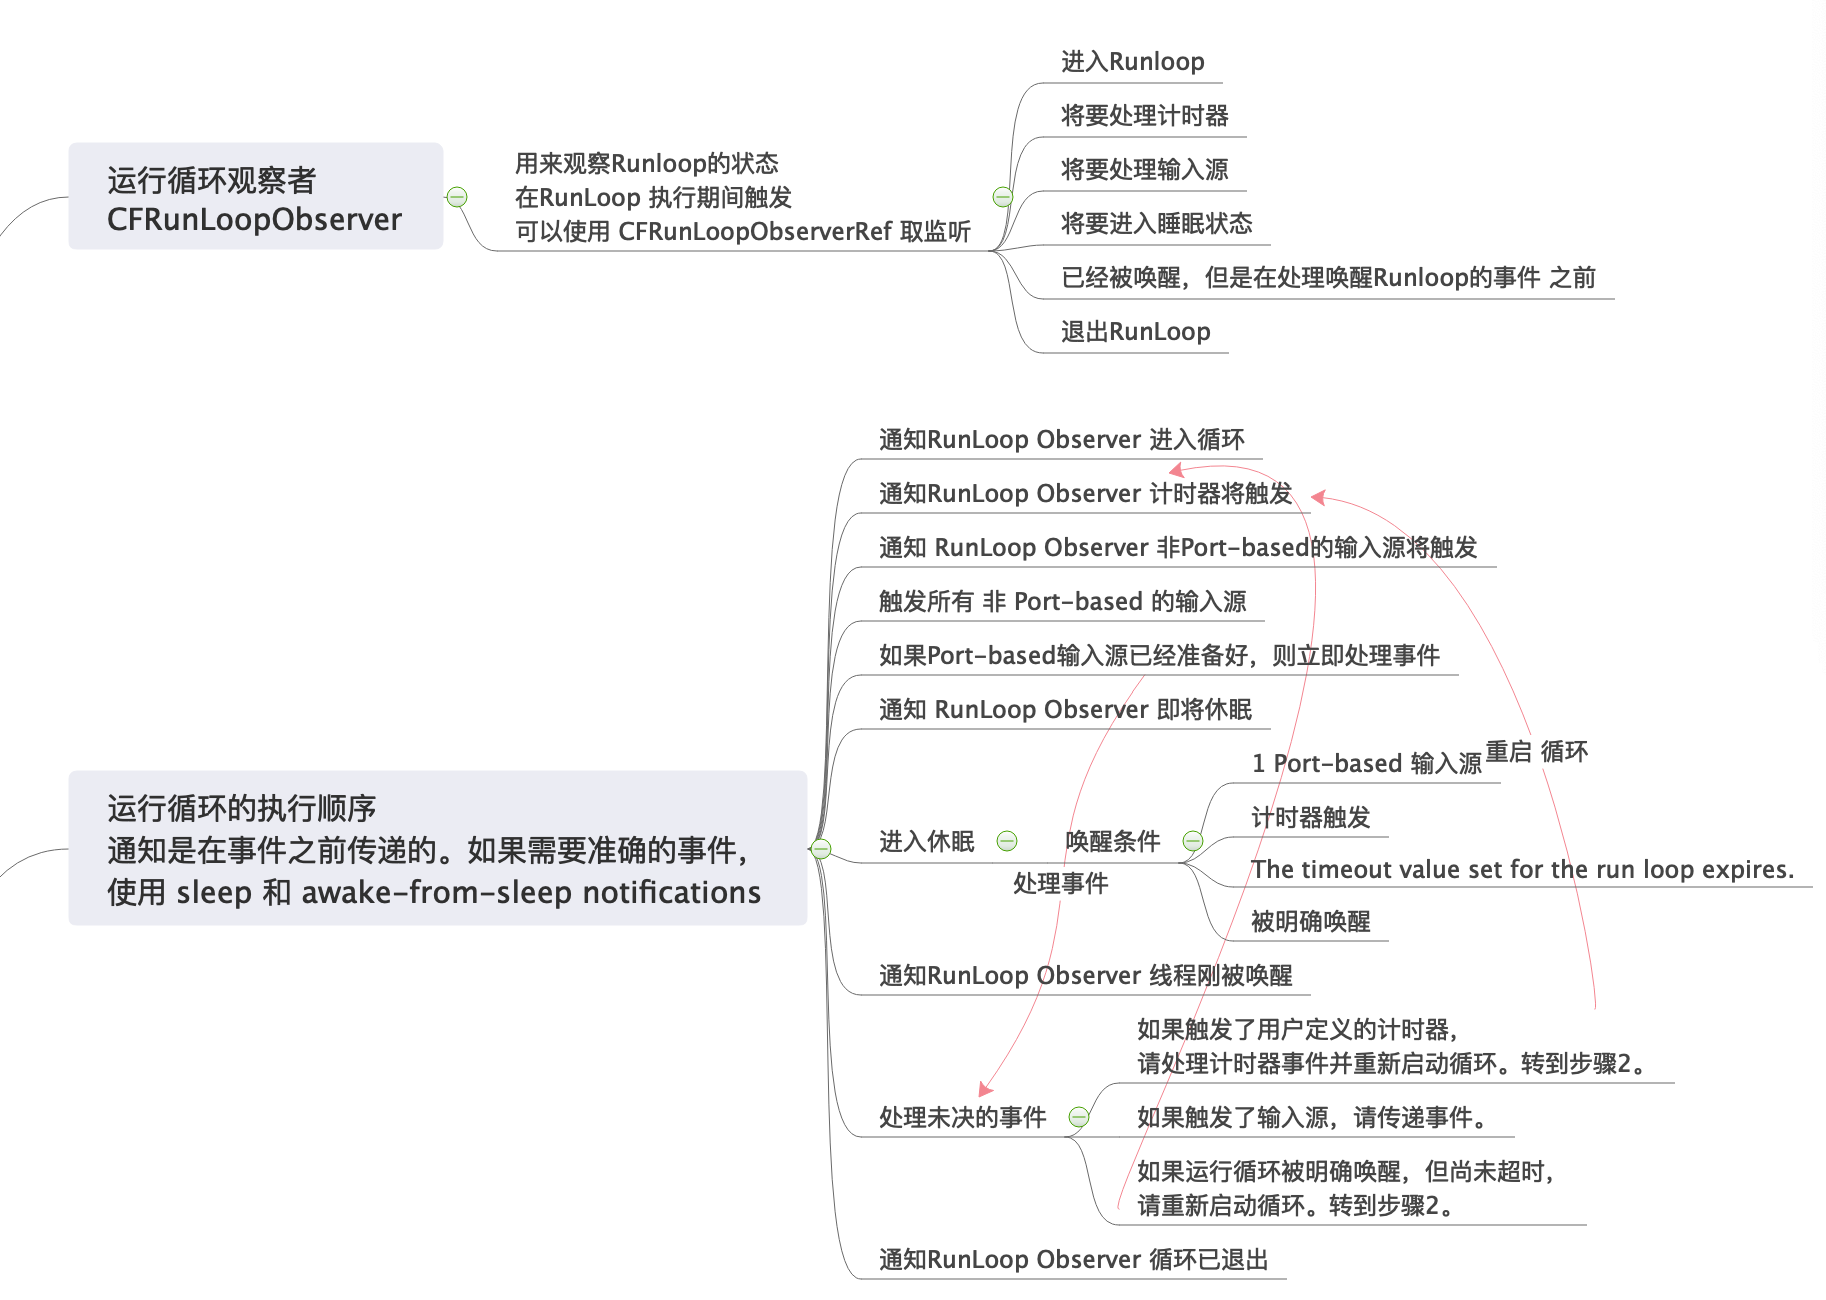 运行循环观察者
CFRunLoopObserver
用来观察Runloop的状态
在RunLoop 执行期间触发
可以使用 CFRunLoopObserverRef 取监听
进入Runloop
将要处理计时器
将要处理输入源
将要进入睡眠状态
已经被唤醒，但是在处理唤醒Runloop的事件 之前
退出RunLoop
运行循环的执行顺序
通知是在事件之前传递的。如果需要准确的事件，
使用 sleep 和 awake-from-sleep notifications
通知RunLoop Observer 进入循环
通知RunLoop Observer 计时器将触发
通知 RunLoop Observer 非Port-based的输入源将触发
触发所有 非 Port-based 的输入源
如果Port-based输入源已经准备好，则立即处理事件
通知 RunLoop Observer 即将休眠
进入休眠
唤醒条件
1 Port-based 输入源
计时器触发
The timeout value set for the run loop expires.
被明确唤醒
重启 循环
处理事件
通知RunLoop Observer 线程刚被唤醒
处理未决的事件
如果触发了用户定义的计时器，
请处理计时器事件并重新启动循环。转到步骤2。
如果触发了输入源，请传递事件。
如果运行循环被明确唤醒，但尚未超时，
请重新启动循环。转到步骤2。
通知RunLoop Observer 循环已退出